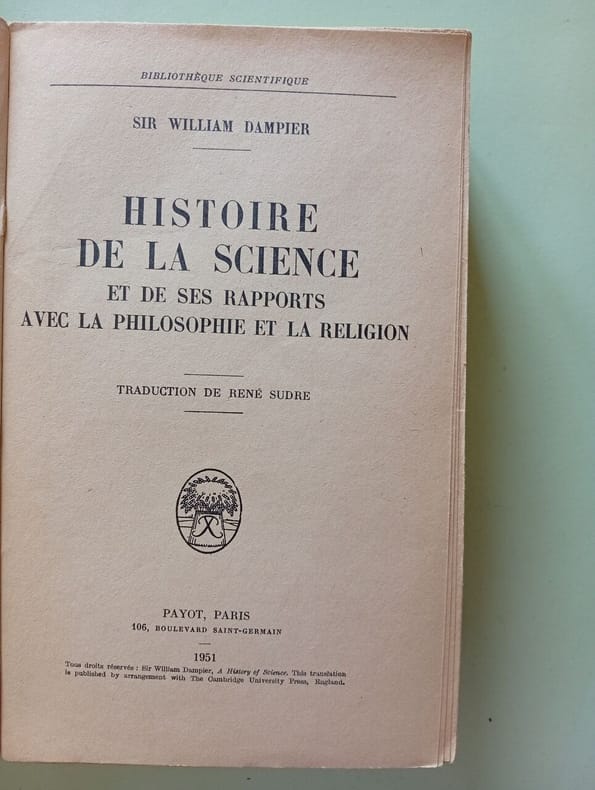 BIBLIOTHÈQUE SCIENTIFIQUE
SIR WILLIAM DAMPIER
HISTOIRE
DE LA SCIENCE
ET DE SES RAPPORTS
AVEC LA PHILOSOPHIE ET LA RELIGION
TRADUCTION DE RENÉ SUDRE
PAYOT, PARIS
106, BOULEVARD SAINT-GERMAIN
1951
Tous droits réservés : Sir William Dampier, A History of Science. This translation
is published by arrangement with The Cambridge University Press, England.